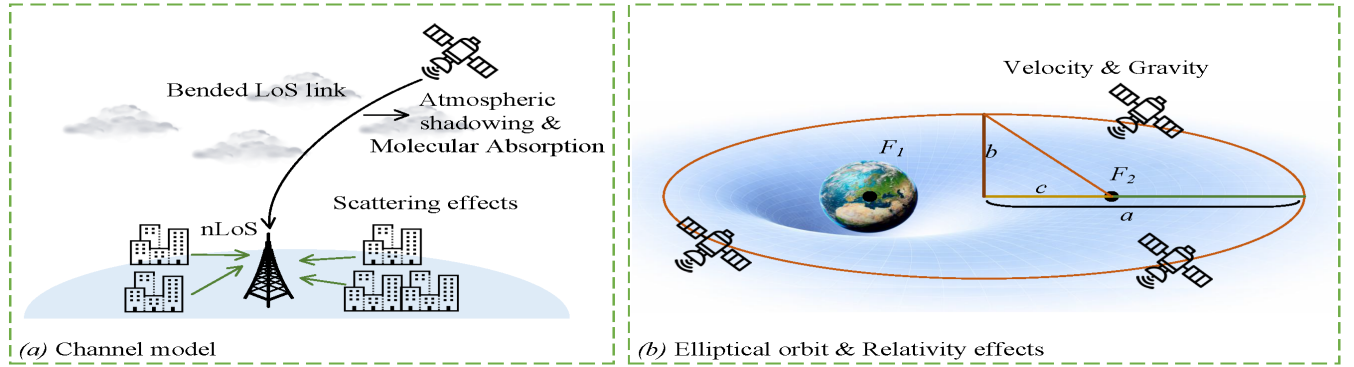 Bended LoS link
Atmospheric
shadowing &
Molecular Absorption
Scattering effects
nLoS
(a) Channel model
Velocity & Gravity
F1
b
F2
c
a
(b) Elliptical orbit & Relativity effects